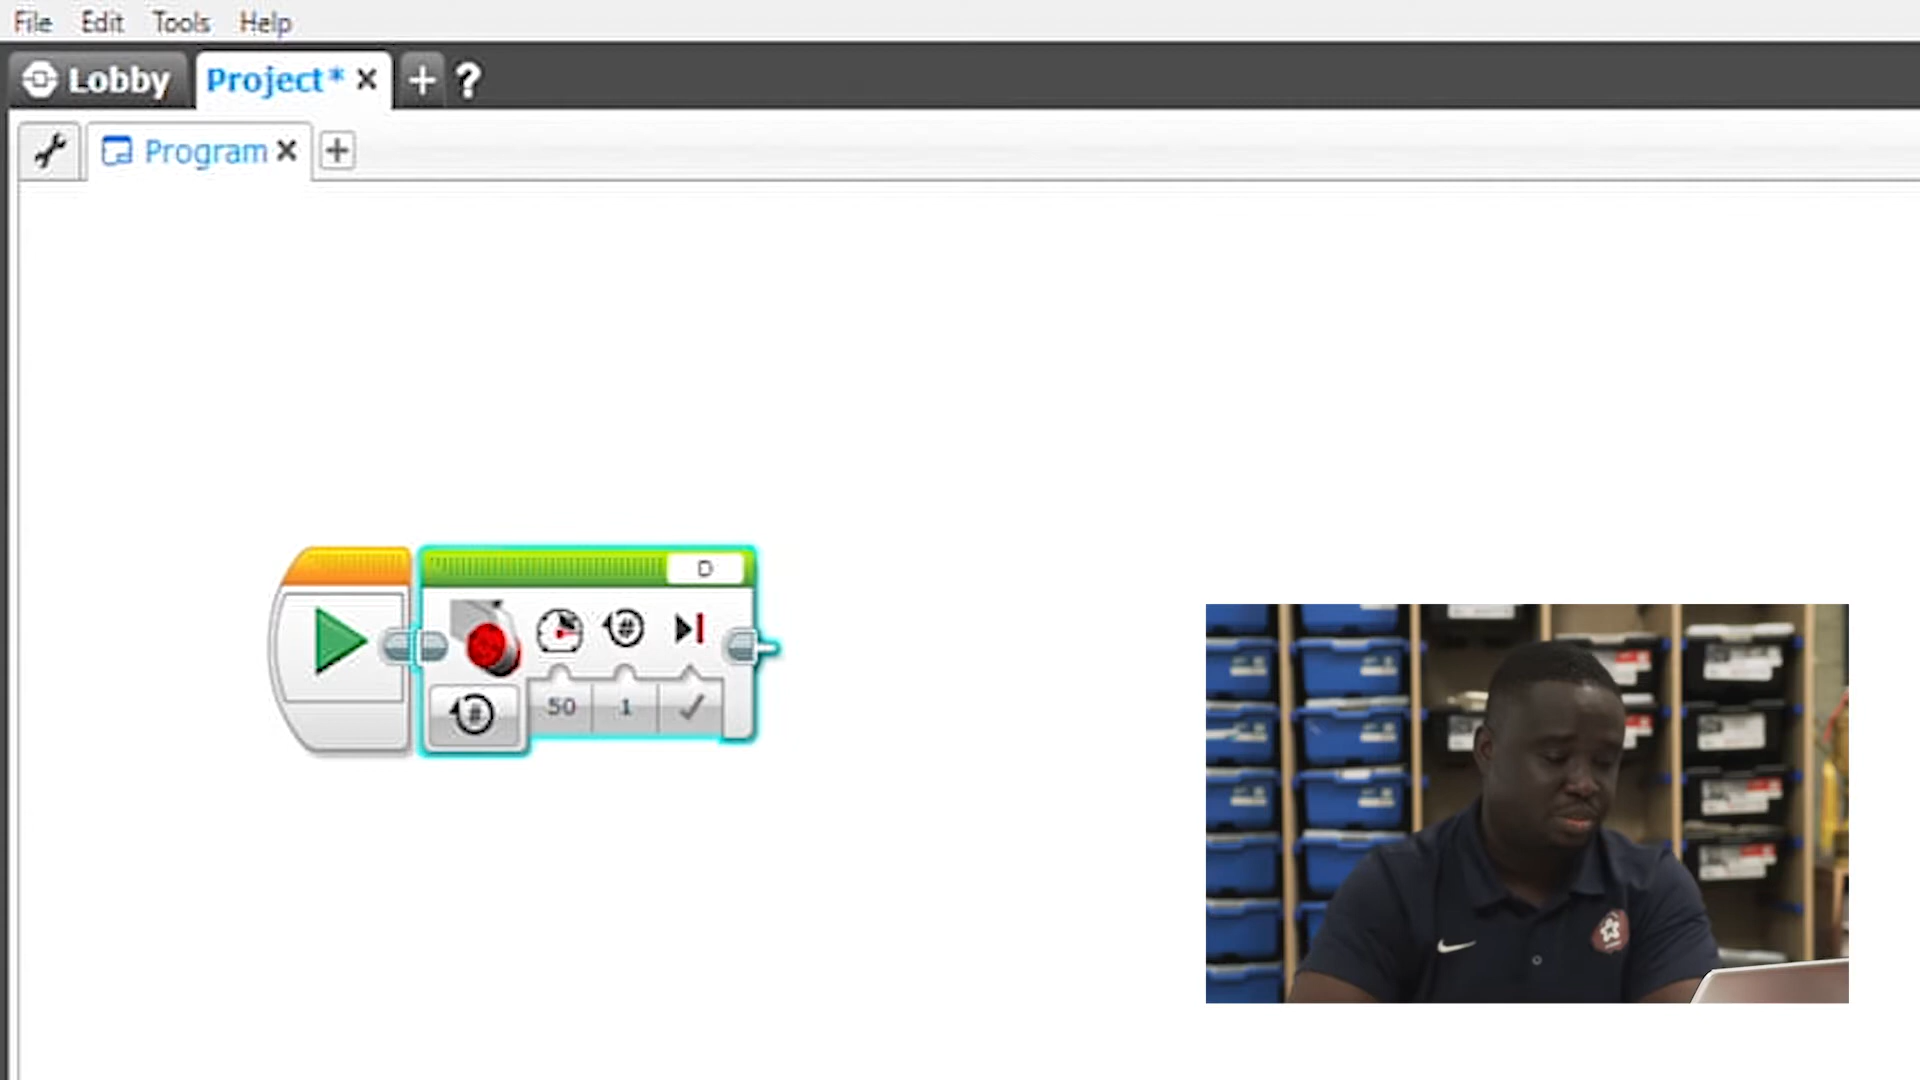 File Edit Tools Help
Lobby Project* × + ?
Program × +
D
50 1